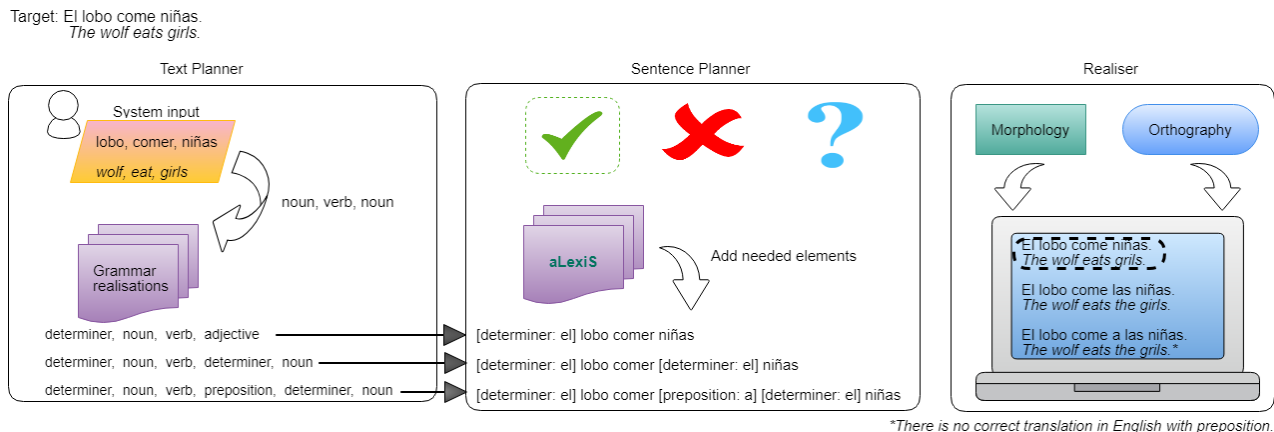 Target: El lobo come niñas.
The wolf eats girls.
Text Planner
System input
lobo, comer, niñas
wolf, eat, girls
noun, verb, noun
Grammar
realisations
determiner, noun, verb, adjective
determiner, noun, verb, determiner, noun
determiner, noun, verb, preposition, determiner, noun
Sentence Planner
?
aLexiS
Add needed elements
[determiner: el] lobo comer niñas
[determiner: el] lobo comer [determiner: el] niñas
[determiner: el] lobo comer [preposition: a] [determiner: el] niñas
Realiser
Morphology
Orthography
El lobo come niñas.
The wolf eats grils.
El lobo come las niñas.
The wolf eats the girls.
El lobo come a las niñas.
The wolf eats the grils.*
*There is no correct translation in English with preposition.